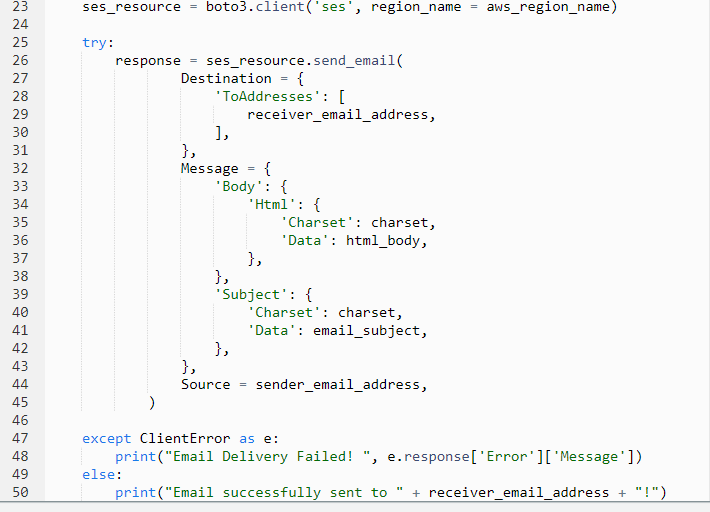 23 ses_resource = boto3.client('ses', region_name = aws_region_name)
24
25 try:
26 response = ses_resource.send_email(
27 Destination = {
28 'ToAddresses': [
29 receiver_email_address,
30 ],
31 },
32 Message = {
33 'Body': {
34 'Html': {
35 'Charset': charset,
36 'Data': html_body,
37 },
38 },
39 'Subject': {
40 'Charset': charset,
41 'Data': email_subject,
42 },
43 },
44 Source = sender_email_address,
45 )
46
47 except ClientError as e:
48 print("Email Delivery Failed! ", e.response['Error']['Message'])
49 else:
50 print("Email successfully sent to " + receiver_email_address + "!")